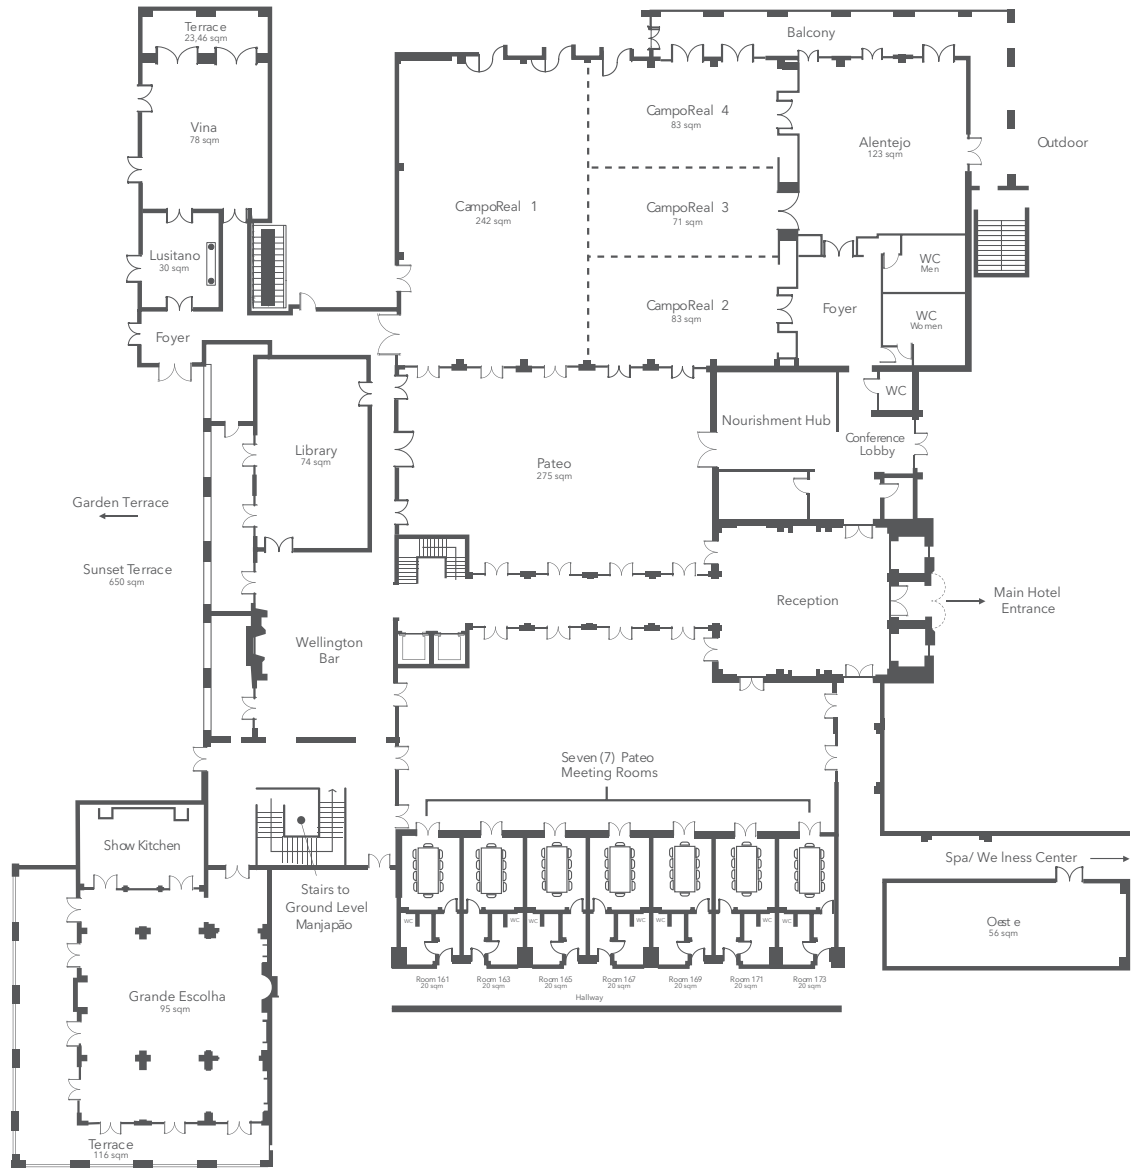 Terrace
23,46 sqm
Balcony
Vina
78 sqm
CampoReal 4
83 sqm
Alentejo
123 sqm
Outdoor
CampoReal 1
242 sqm
CampoReal 3
71 sqm
Lusitano
30 sqm
WC
Men
CampoReal 2
83 sqm
Foyer
WC
Women
Foyer
WC
Nourishment Hub
Conference
Lobby
Library
74 sqm
Pateo
275 sqm
Garden Terrace
Sunset Terrace
650 sqm
Reception
Main Hotel
Entrance
Wellington
Bar
Seven (7) Pateo
Meeting Rooms
Show Kitchen
Spa/ We lness Center
Stairs to
Ground Level
Manjapão
WC
WC
WC
WC
WC
WC
WC
Oeste
56 sqm
Room 161
20 sqm
Room 163
20 sqm
Room 165
20 sqm
Room 167
20 sqm
Room 169
20 sqm
Room 171
20 sqm
Room 173
20 sqm
Hallway
Grande Escolha
95 sqm
Terrace
116 sqm